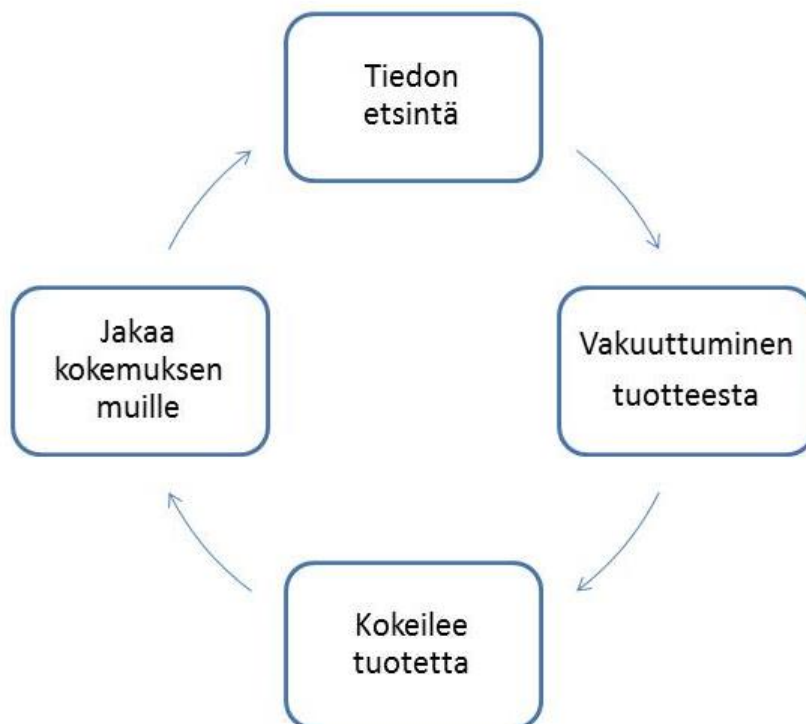 Tiedon
etsintä
Vakuuttuminen
tuotteesta
Kokeilee
tuotetta
Jakaa
kokemuksen
muille